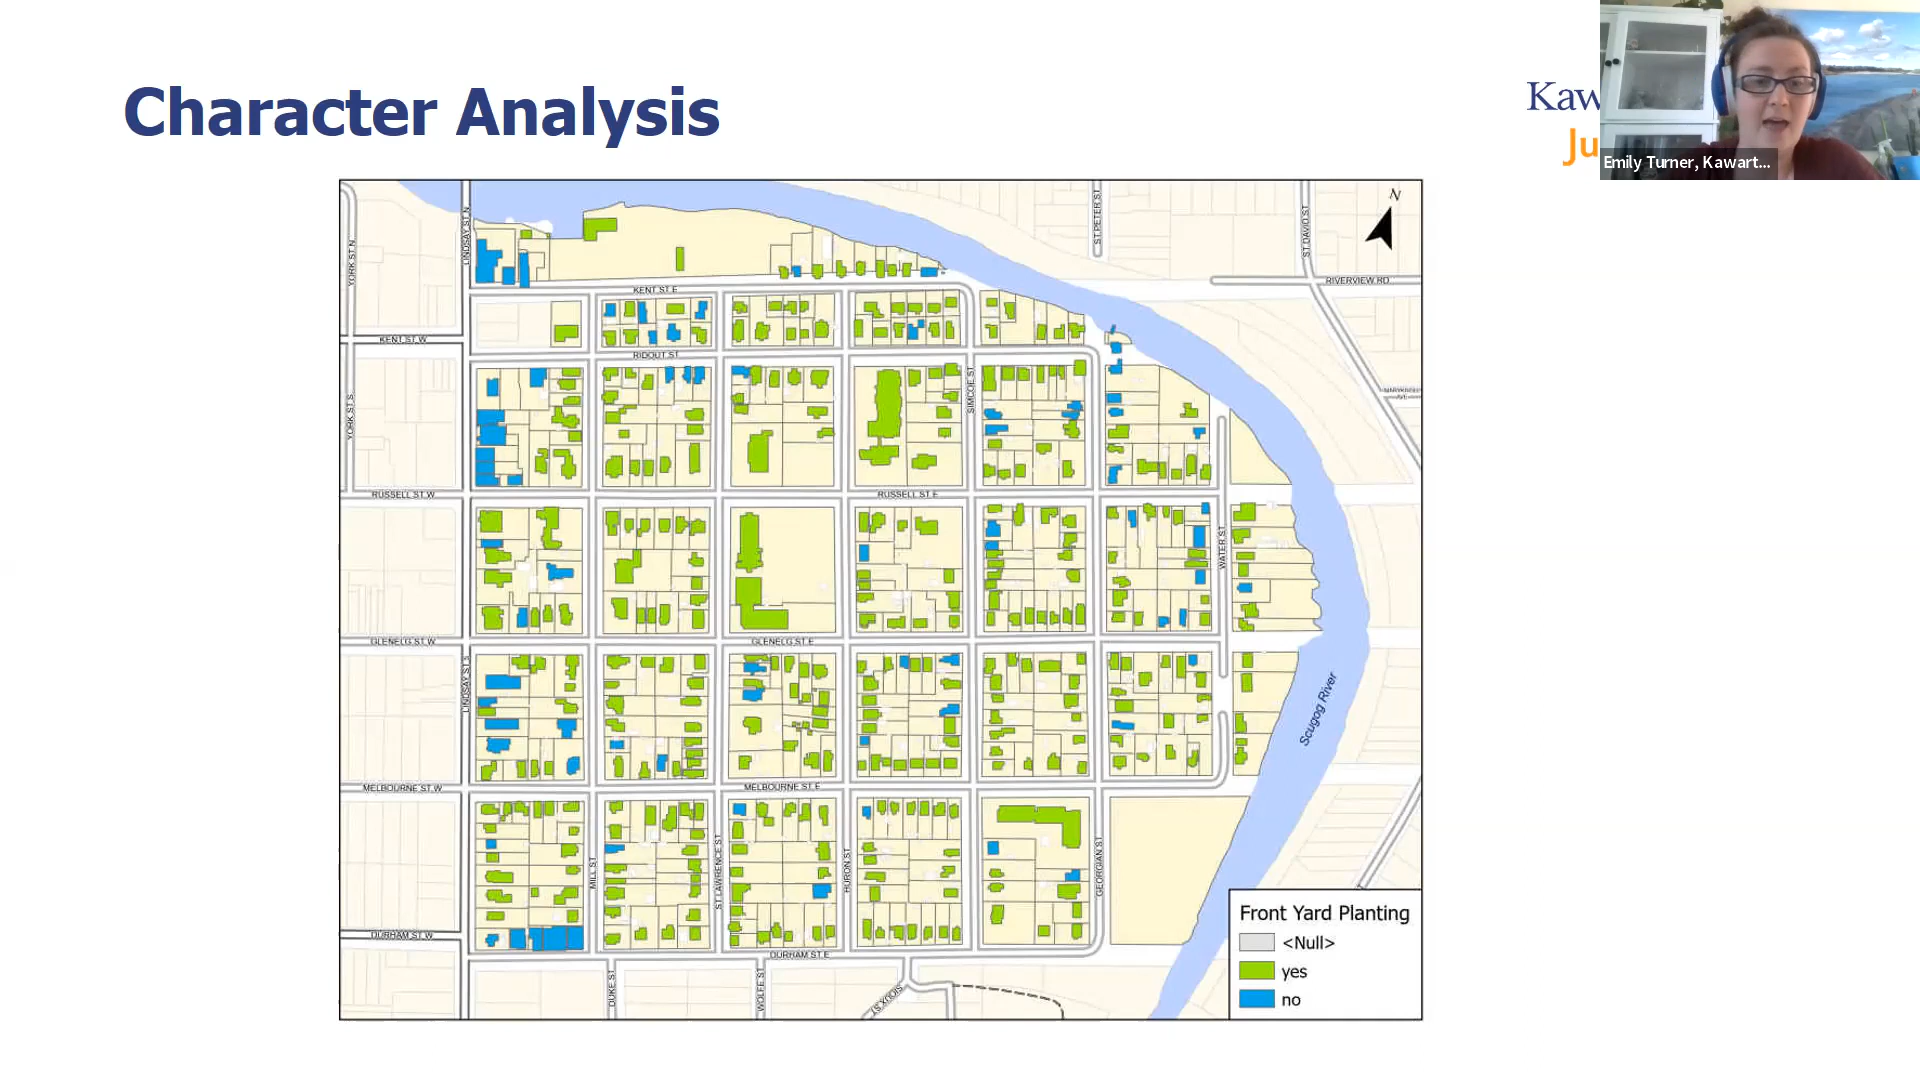 Character Analysis
Kaw
Ju
Emily Turner, Kawart...
N
YORK ST N
LINDSAY ST N
ST PETER ST
ST DAVID ST
RIVERVIEW RD
KENT ST E
KENT ST W
RIDOUT ST
YORK ST S
SIMCOE ST
RUSSELL ST W
RUSSELL ST E
WATER ST
GLENELG ST W
GLENELG ST E
LINDSAY ST S
Scugog River
MELBOURNE ST W
MELBOURNE ST E
MILL ST
ST LAWRENCE ST
HURON ST
GEORGIAN ST
DURHAM ST W
DURHAM ST E
DUKE ST
WOLFE ST
SIOUX ST
Front Yard Planting
<Null>
yes
no